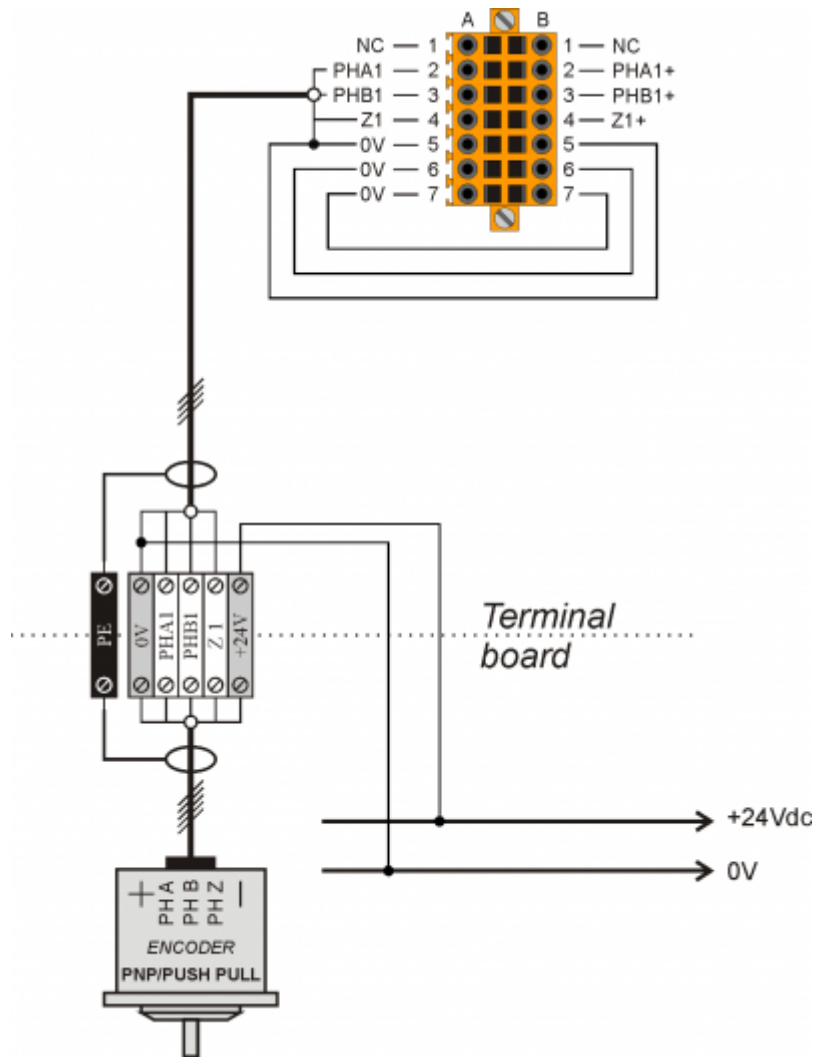 A B
NC 1 1 NC
PHA1 2 2 PHA1+
PHB1 3 3 PHB1+
Z1 4 4 Z1+
0V 5 5
0V 6 6
0V 7 7
PE 0V PHA1 PHB1 Z 1 +24V
Terminal
board
+24Vdc
0V
+ PH A PH B PH Z −
ENCODER
PNP/PUSH PULL